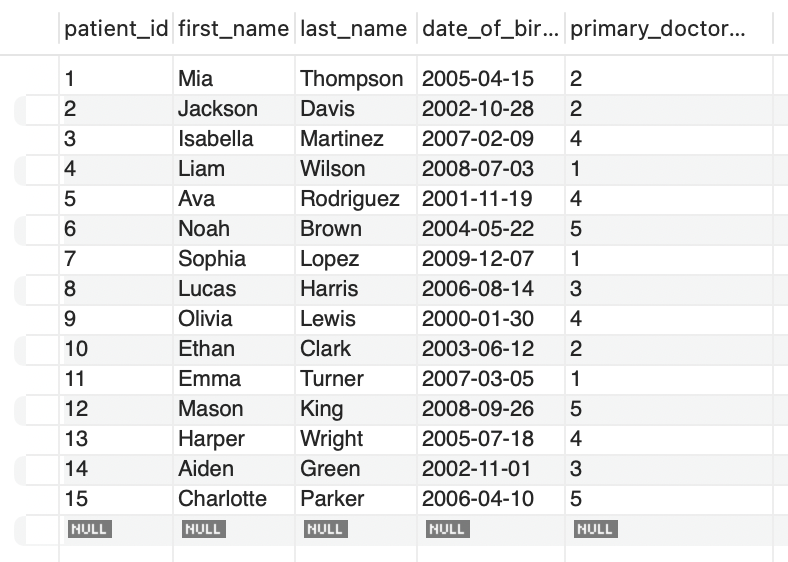 patient_id first_name last_name date_of_bir... primary_doctor...
1 Mia Thompson 2005-04-15 2
2 Jackson Davis 2002-10-28 2
3 Isabella Martinez 2007-02-09 4
4 Liam Wilson 2008-07-03 1
5 Ava Rodriguez 2001-11-19 4
6 Noah Brown 2004-05-22 5
7 Sophia Lopez 2009-12-07 1
8 Lucas Harris 2006-08-14 3
9 Olivia Lewis 2000-01-30 4
10 Ethan Clark 2003-06-12 2
11 Emma Turner 2007-03-05 1
12 Mason King 2008-09-26 5
13 Harper Wright 2005-07-18 4
14 Aiden Green 2002-11-01 3
15 Charlotte Parker 2006-04-10 5
NULL NULL NULL NULL NULL